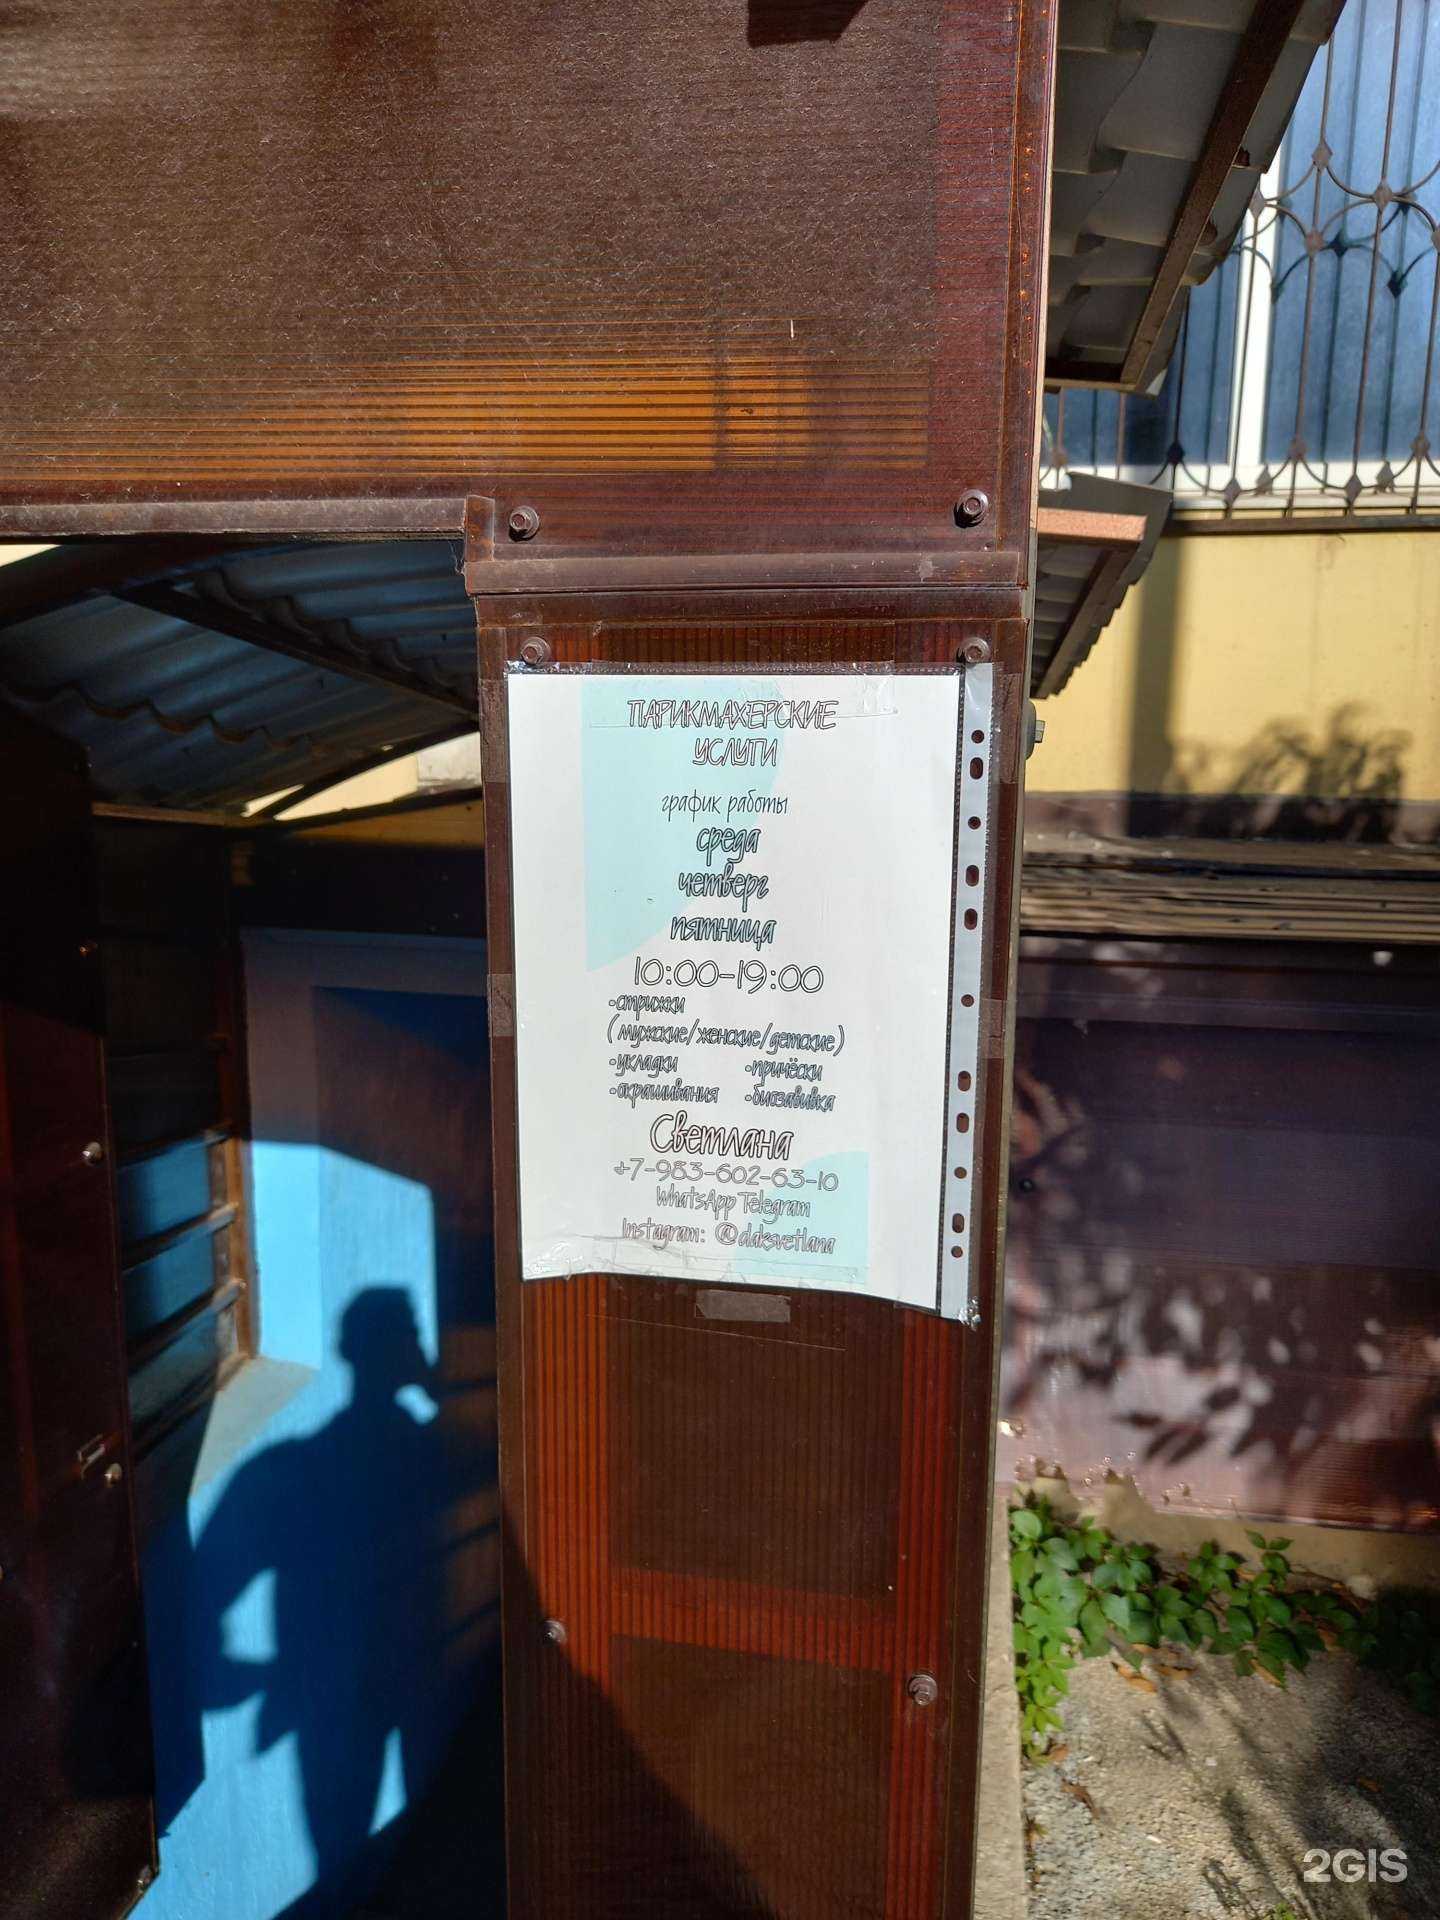 ПАРИКМАХЕРСКИЕ
УСЛУГИ
график работы
среда
четверг
пятница
10:00-19:00
-стрижки
(мужские/женские/детские)
-укладки -причёски
-окрашивания -биозавивка
Светлана
+7-983-602-63-10
WhatsApp Telegram
Instagram: @ddksvetlana
2GIS